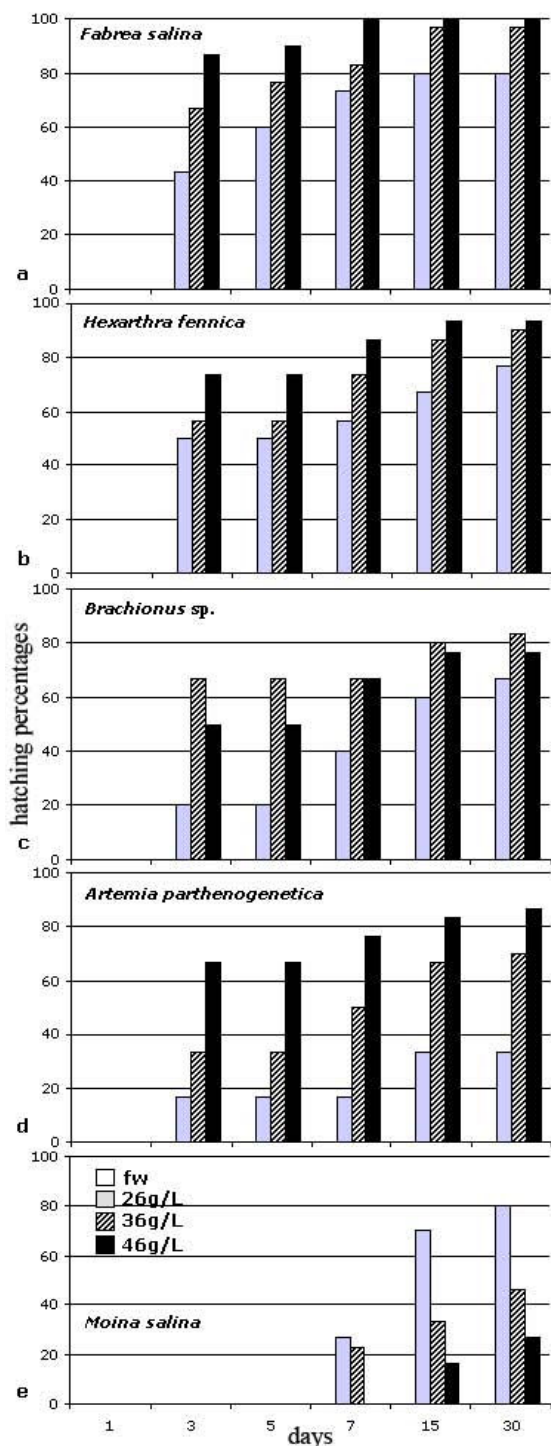 100
Fabrea salina
80
60
40
20
0
a
100
Hexarthra fennica
80
60
40
20
0
b
100
Brachionus sp.
80
60
40
20
0
c
hatching percentages
100
Artemia parthenogenetica
80
60
40
20
0
d
100
fw
26g/L
36g/L
46g/L
80
60
40
Moina salina
20
0
e
1 3 5 7 15 30
days